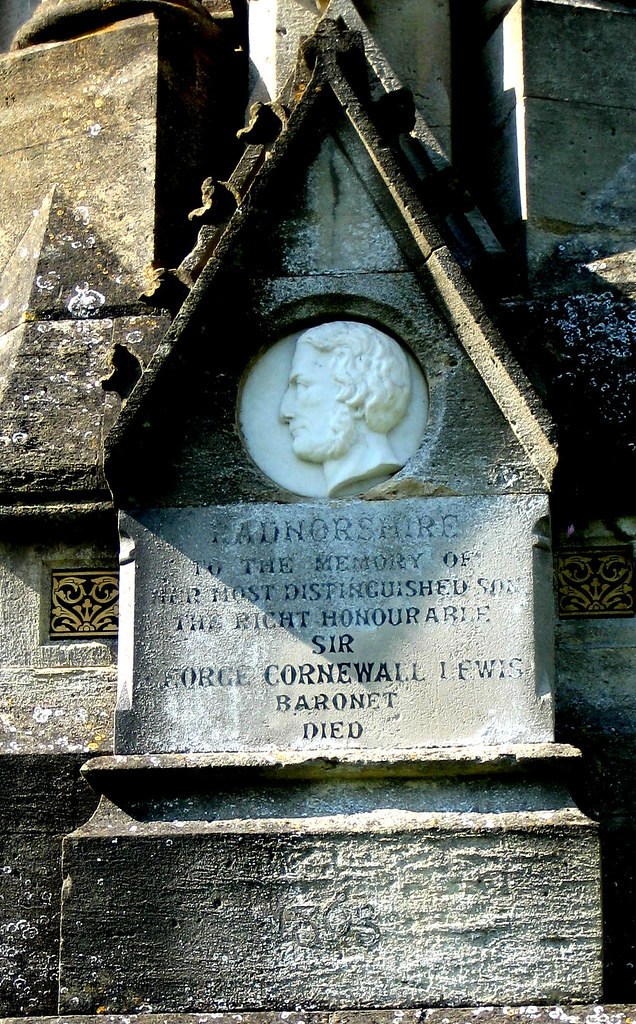 RADNORSHIRE
TO THE MEMORY OF
HER MOST DISTINGUISHED SON
THE RIGHT HONOURABLE
SIR
GEORGE CORNEWALL LEWIS
BARONET
DIED